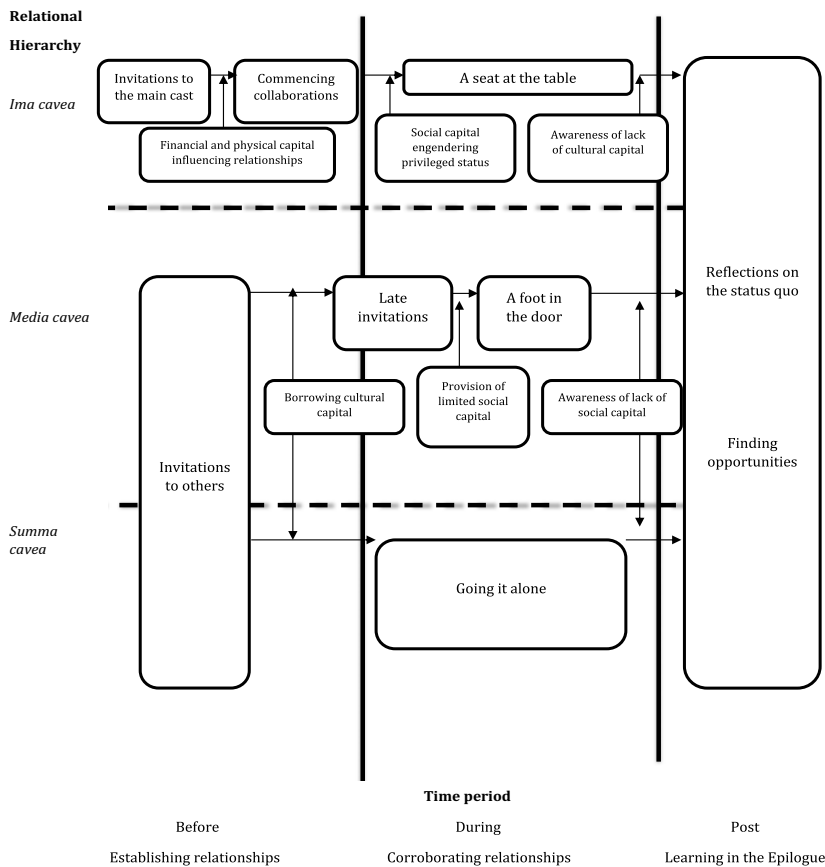 Relational
Hierarchy
Ima cavea
Invitations to
the main cast
Commencing
collaborations
A seat at the table
Financial and physical capital
influencing relationships
Social capital
engendering
privileged status
Awareness of lack
of cultural capital
Media cavea
Late
invitations
A foot in
the door
Reflections on
the status quo
Borrowing cultural
capital
Provision of
limited social
capital
Awareness of lack of
social capital
Invitations
to others
Finding
opportunities
Summa
cavea
Going it alone
Time period
Before
During
Post
Establishing relationships
Corroborating relationships
Learning in the Epilogue